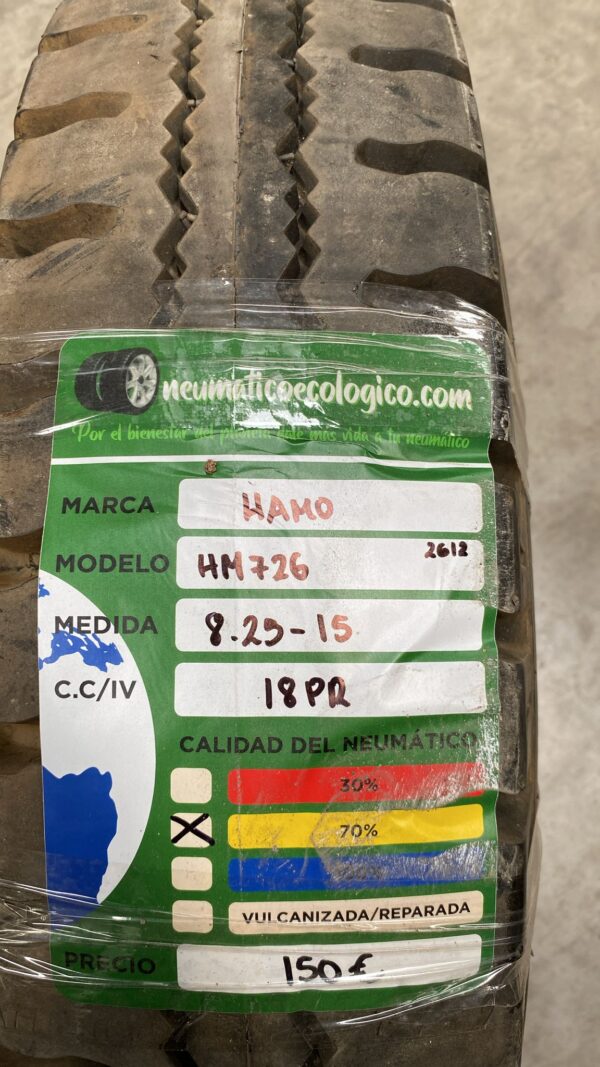 neumaticoecologico.com
Por el bienestar del planeta dale mas vida a tu neumático
MARCA HAMO
MODELO HM726 2612
MEDIDA 8.25-15
C.C/IV 18PR
CALIDAD DEL NEUMÁTICO
30%
X 70%
VULCANIZADA/REPARADA
PRECIO 150€